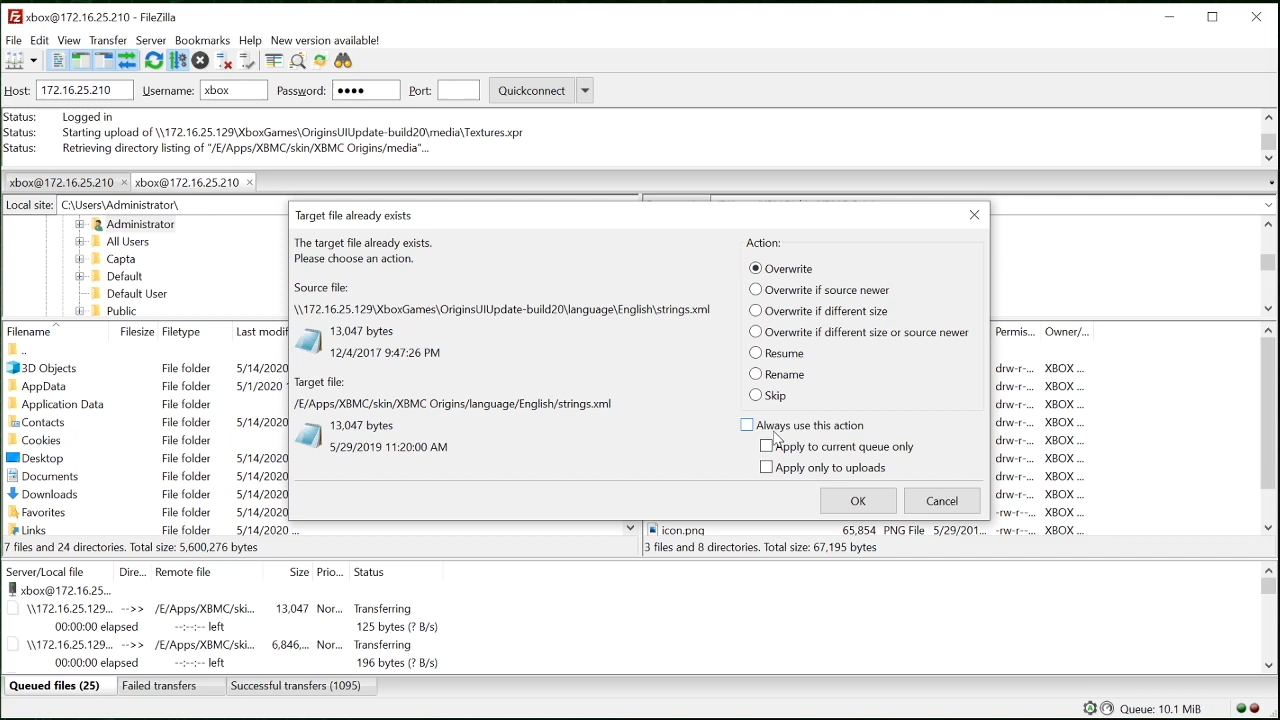 xbox@172.16.25.210 - FileZilla
File Edit View Transfer Server Bookmarks Help New version available!
Host: 172.16.25.210 Username: xbox Password: •••• Port: Quickconnect
Status: Logged in
Status: Starting upload of \\172.16.25.129\XboxGames\OriginsUIUpdate-build20\media\Textures.xpr
Status: Retrieving directory listing of "/E/Apps/XBMC/skin/XBMC Origins/media"...
xbox@172.16.25.210 × xbox@172.16.25.210 ×
Local site: C:\Users\Administrator\
Administrator
All Users
Capta
Default
Default User
Public
Filename Filesize Filetype Last modif
..
3D Objects File folder 5/14/2020
AppData File folder 5/1/2020
Application Data File folder
Contacts File folder 5/14/2020
Cookies File folder
Desktop File folder 5/14/2020
Documents File folder 5/14/2020
Downloads File folder 5/14/2020
Favorites File folder 5/14/2020
Links File folder 5/14/2020 ...
7 files and 24 directories. Total size: 5,600,276 bytes
Target file already exists
The target file already exists.
Please choose an action.
Source file:
\\172.16.25.129\XboxGames\OriginsUIUpdate-build20\language\English\strings.xml
13,047 bytes
12/4/2017 9:47:26 PM
Target file:
/E/Apps/XBMC/skin/XBMC Origins/language/English/strings.xml
13,047 bytes
5/29/2019 11:20:00 AM
Action:
Overwrite
Overwrite if source newer
Overwrite if different size
Overwrite if different size or source newer
Resume
Rename
Skip
Always use this action
Apply to current queue only
Apply only to uploads
OK Cancel
Permis... Owner/...
drw-r-... XBOX ...
drw-r-... XBOX ...
drw-r-... XBOX ...
drw-r-... XBOX ...
drw-r-... XBOX ...
drw-r-... XBOX ...
drw-r-... XBOX ...
drw-r-... XBOX ...
-rw-r--... XBOX ...
icon.png 65,854 PNG File 5/29/201... -rw-r--... XBOX ...
3 files and 8 directories. Total size: 67,195 bytes
Server/Local file Dire... Remote file Size Prio... Status
xbox@172.16.25...
\\172.16.25.129... -->> /E/Apps/XBMC/ski... 13,047 Nor... Transferring
00:00:00 elapsed --:--:-- left 125 bytes (? B/s)
\\172.16.25.129... -->> /E/Apps/XBMC/ski... 6,846,... Nor... Transferring
00:00:00 elapsed --:--:-- left 196 bytes (? B/s)
Queued files (25) Failed transfers Successful transfers (1095)
Queue: 10.1 MiB